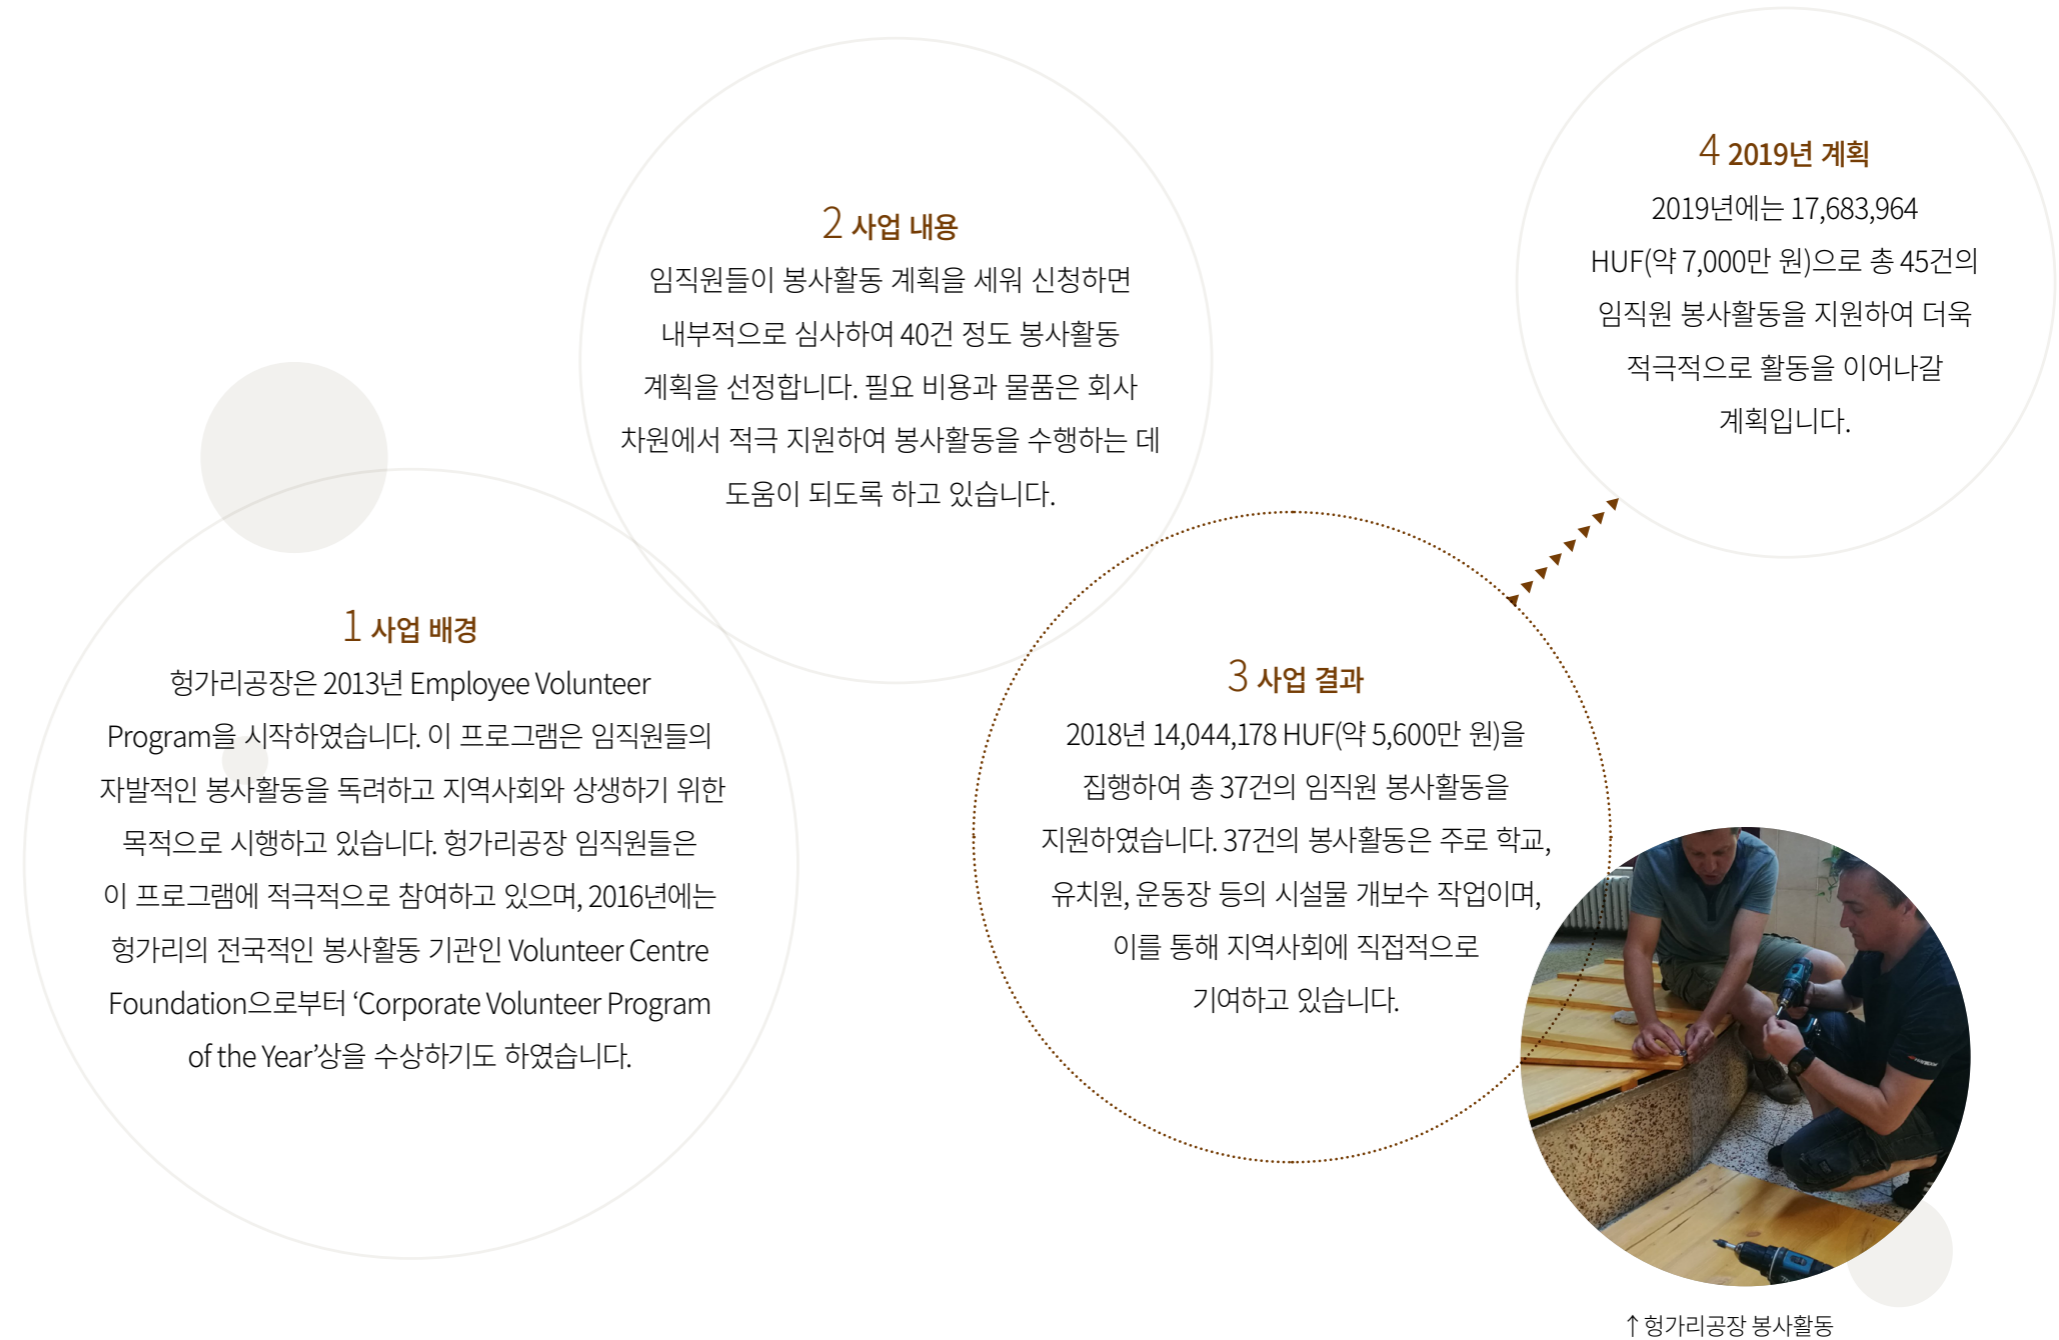 1 사업 배경
헝가리공장은 2013년 Employee Volunteer
Program을 시작하였습니다. 이 프로그램은 임직원들의
자발적인 봉사활동을 독려하고 지역사회와 상생하기 위한
목적으로 시행하고 있습니다. 헝가리공장 임직원들은
이 프로그램에 적극적으로 참여하고 있으며, 2016년에는
헝가리의 전국적인 봉사활동 기관인 Volunteer Centre
Foundation으로부터 ‘Corporate Volunteer Program
of the Year’상을 수상하기도 하였습니다.
2 사업 내용
임직원들이 봉사활동 계획을 세워 신청하면
내부적으로 심사하여 40건 정도 봉사활동
계획을 선정합니다. 필요 비용과 물품은 회사
차원에서 적극 지원하여 봉사활동을 수행하는 데
도움이 되도록 하고 있습니다.
3 사업 결과
2018년 14,044,178 HUF(약 5,600만 원)을
집행하여 총 37건의 임직원 봉사활동을
지원하였습니다. 37건의 봉사활동은 주로 학교,
유치원, 운동장 등의 시설물 개보수 작업이며,
이를 통해 지역사회에 직접적으로
기여하고 있습니다.
4 2019년 계획
2019년에는 17,683,964
HUF(약 7,000만 원)으로 총 45건의
임직원 봉사활동을 지원하여 더욱
적극적으로 활동을 이어나갈
계획입니다.
↑ 헝가리공장 봉사활동